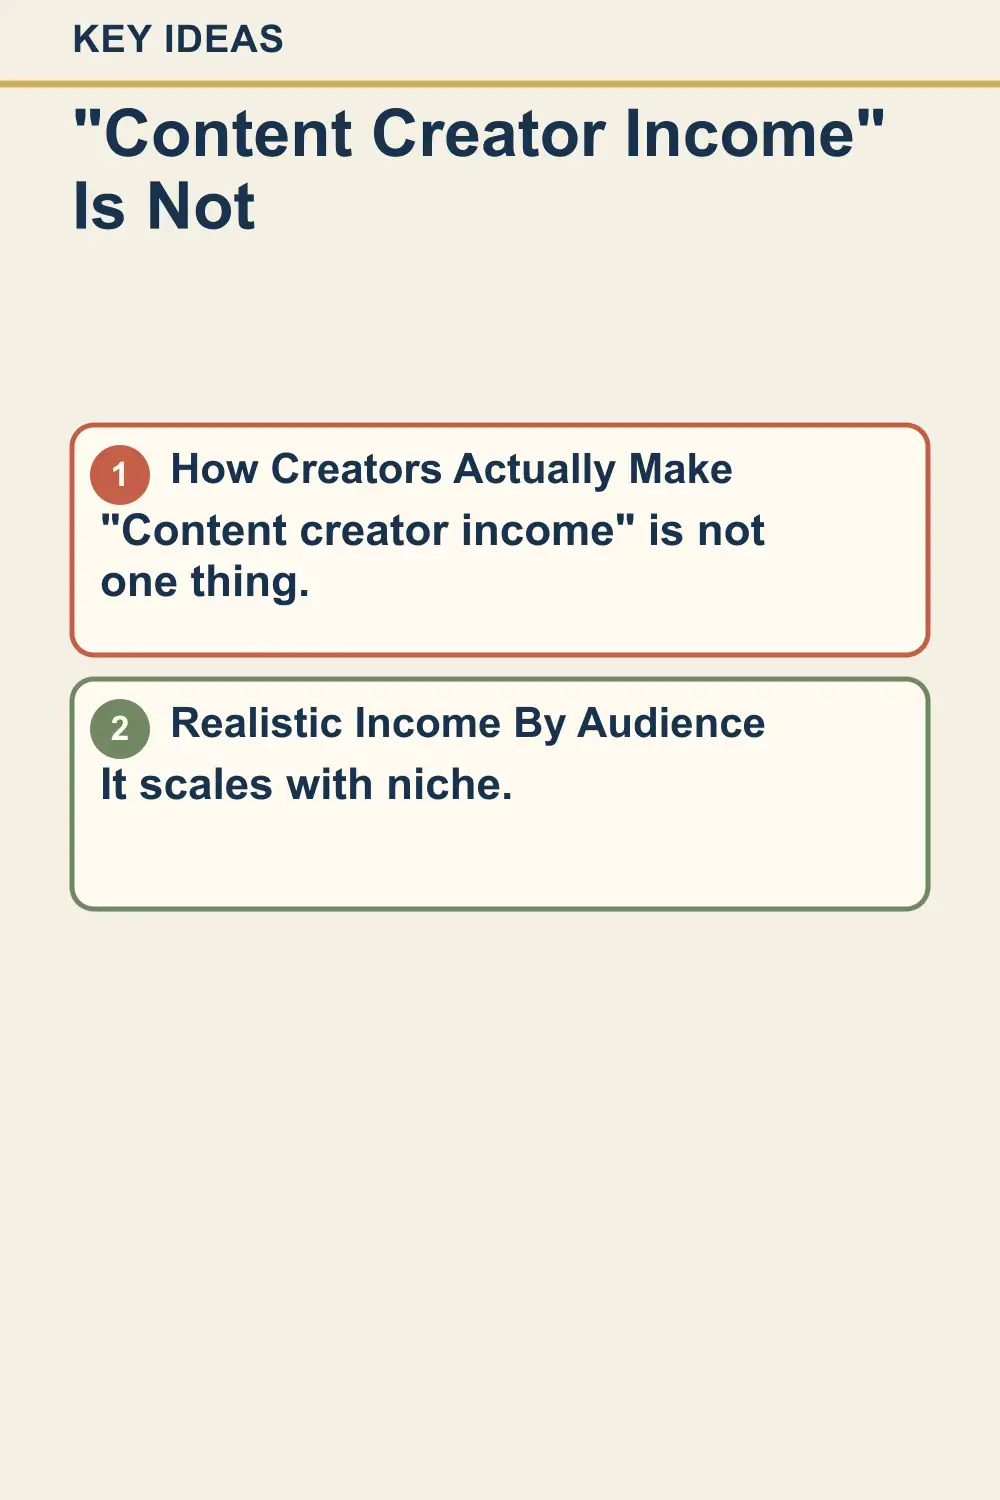 KEY IDEAS
"Content Creator Income"
Is Not
1 How Creators Actually Make
"Content creator income" is not
one thing.
2 Realistic Income By Audience
It scales with niche.